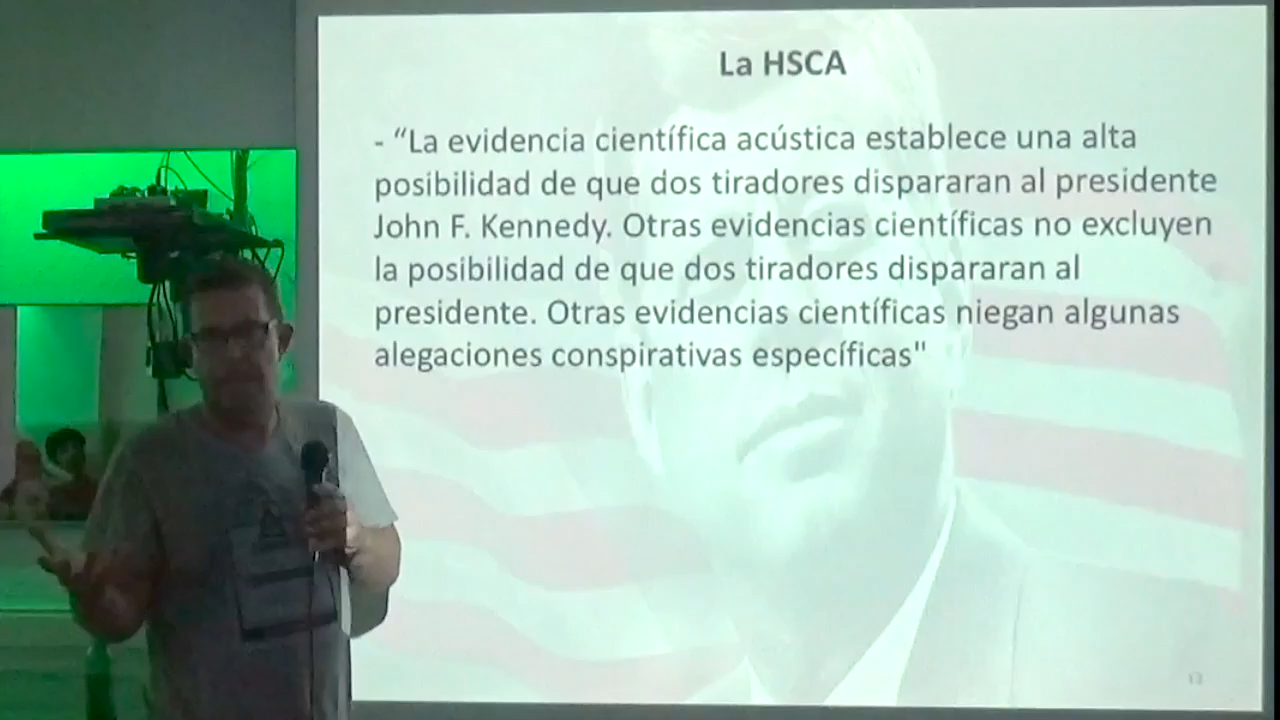 La HSCA
- “La evidencia científica acústica establece una alta
posibilidad de que dos tiradores dispararan al presidente
John F. Kennedy. Otras evidencias científicas no excluyen
la posibilidad de que dos tiradores dispararan al
presidente. Otras evidencias científicas niegan algunas
alegaciones conspirativas específicas"